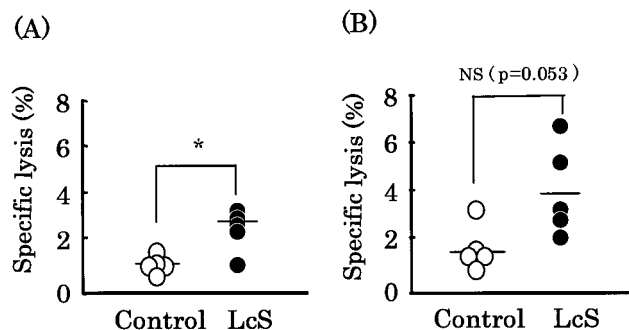 (A)
Specific lysis (%)
8
6
4
2
0
*
Control LcS
(B)
Specific lysis (%)
8
6
4
2
0
NS ( p=0.053 )
Control LcS